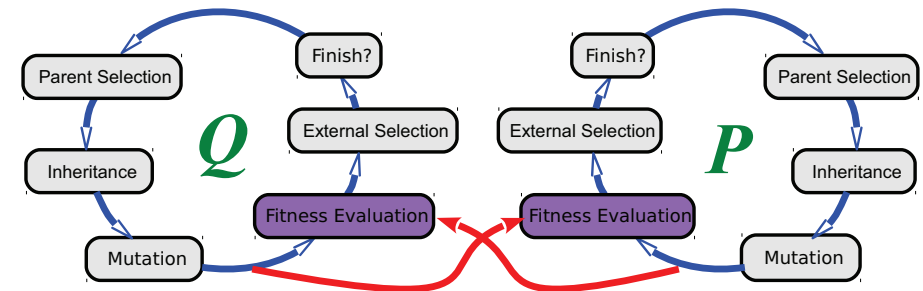 Finish?
Parent Selection
External Selection
Q
Inheritance
Fitness Evaluation
Mutation
Finish?
Parent Selection
External Selection
P
Inheritance
Fitness Evaluation
Mutation